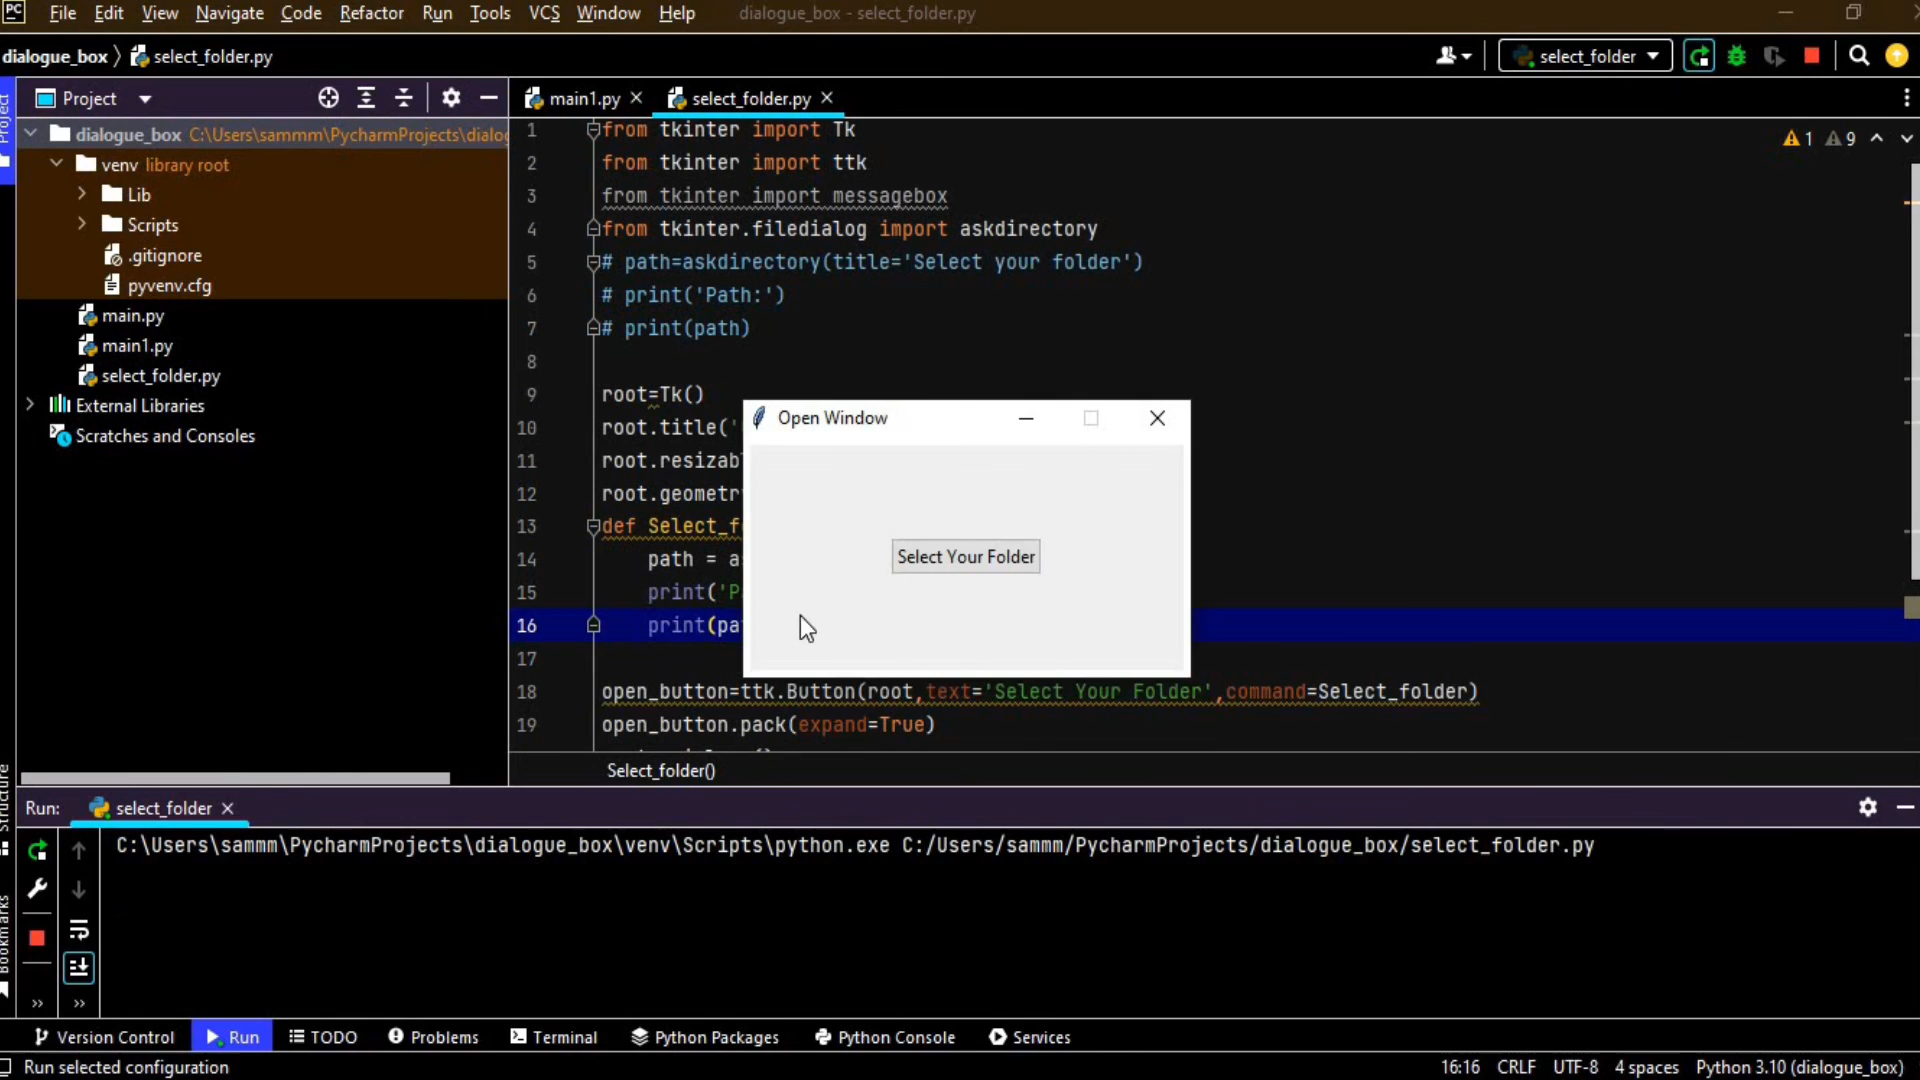 PC File Edit View Navigate Code Refactor Run Tools VCS Window Help dialogue_box - select_folder.py
dialogue_box select_folder.py
select_folder
Project
Project
main1.py
select_folder.py
dialogue_box C:\Users\sammm\PycharmProjects\dialog
venv library root
Lib
Scripts
.gitignore
pyvenv.cfg
main.py
main1.py
select_folder.py
External Libraries
Scratches and Consoles
1 from tkinter import Tk
2 from tkinter import ttk
3 from tkinter import messagebox
4 from tkinter.filedialog import askdirectory
5 # path=askdirectory(title='Select your folder')
6 # print('Path:')
7 # print(path)
8
9 root=Tk()
10 root.title('
11 root.resizab
12 root.geometr
13 def Select_f
14 path = a
15 print('P
16 print(pa
17
18 open_button=ttk.Button(root,text='Select Your Folder',command=Select_folder)
19 open_button.pack(expand=True)
1 9
Open Window
Select Your Folder
Select_folder()
Structure
Bookmarks
Run: select_folder
C:\Users\sammm\PycharmProjects\dialogue_box\venv\Scripts\python.exe C:/Users/sammm/PycharmProjects/dialogue_box/select_folder.py
Version Control Run TODO Problems Terminal Python Packages Python Console Services
Run selected configuration 16:16 CRLF UTF-8 4 spaces Python 3.10 (dialogue_box)